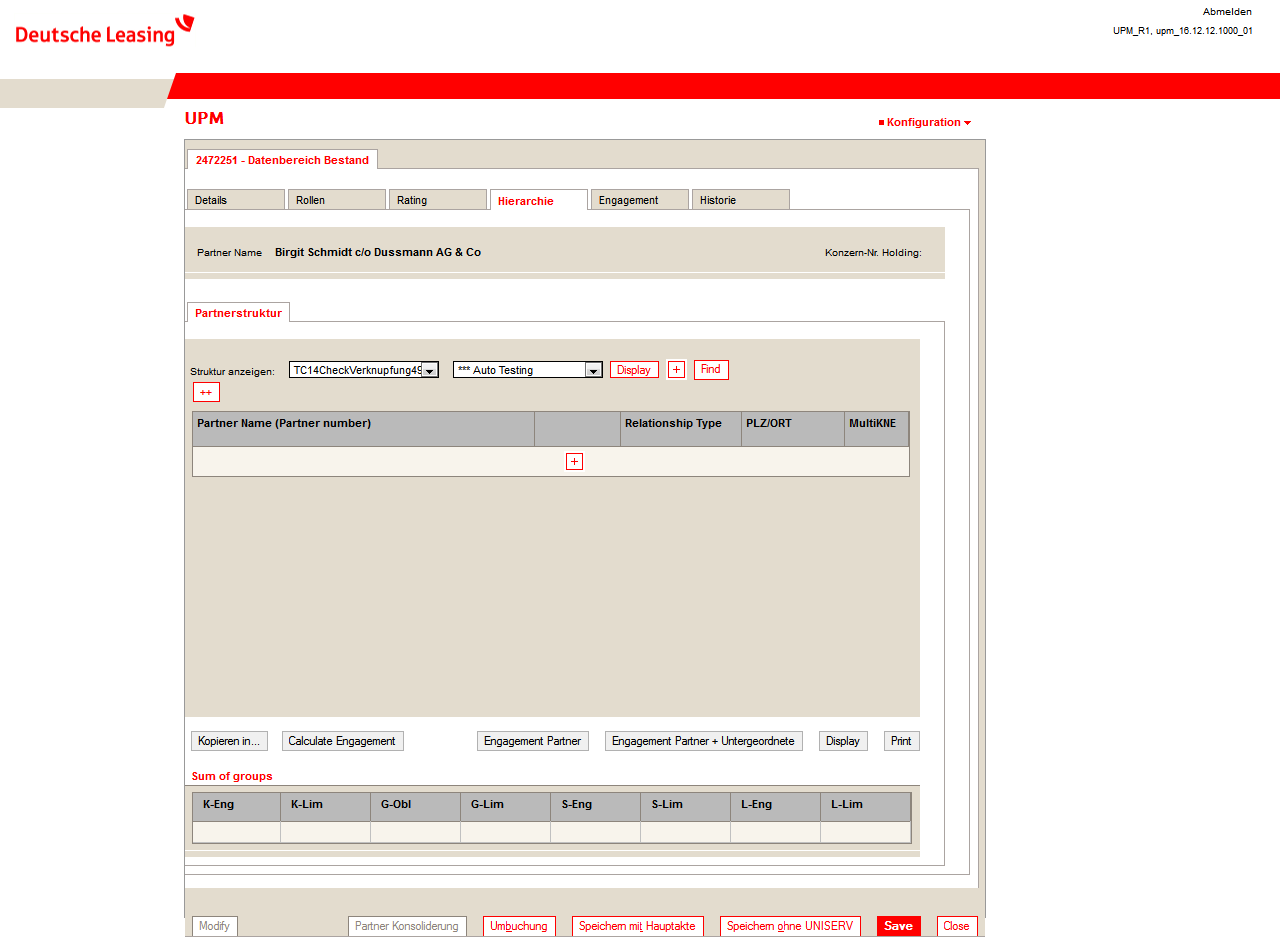 Abmelden
Deutsche Leasing
UPM_R1, upm_16.12.12.1000_01
UPM
Konfiguration
2472251 - Datenbereich Bestand
Details Rollen Rating Hierarchie Engagement Historie
Partner Name Birgit Schmidt c/o Dussmann AG & Co Konzern-Nr. Holding:
Partnerstruktur
Struktur anzeigen: TC14CheckVerknupfung49 *** Auto Testing Display + Find
++
Partner Name (Partner number) Relationship Type PLZ/ORT MultiKNE
+
Kopieren in... Calculate Engagement Engagement Partner Engagement Partner + Untergeordnete Display Print
Sum of groups
K-Eng K-Lim G-Obl G-Lim S-Eng S-Lim L-Eng L-Lim
Modify Partner Konsolidierung Umbuchung Speichern mit Hauptakte Speichern ohne UNISERV Save Close